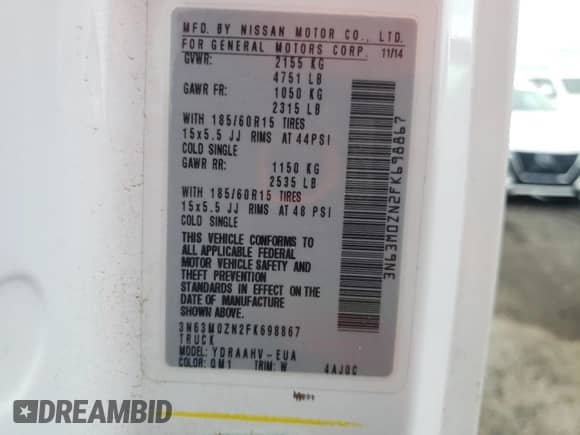 MFD. BY NISSAN MOTOR CO., LTD.
FOR GENERAL MOTORS CORP. 11/14
GVWR: 2155 KG
4751 LB
GAWR FR: 1050 KG
2315 LB
WITH 185/60R15 TIRES
15x5.5 JJ RIMS AT 44PSI
COLD SINGLE
GAWR RR: 1150 KG
2535 LB
WITH 185/60R15 TIRES
15x5.5 JJ RIMS AT 48 PSI
COLD SINGLE
THIS VEHICLE CONFORMS TO
ALL APPLICABLE FEDERAL
MOTOR VEHICLE SAFETY AND
THEFT PREVENTION
STANDARDS IN EFFECT ON THE
DATE OF MANUFACTURE
SHOWN ABOVE.
3N63M0ZN2FK698867
TRUCK
MODEL: YDRAAHV-EUA
COLOR: QM1 TRIM: W 4AJ0C
3N63M0ZN2FK698867
DREAMBID